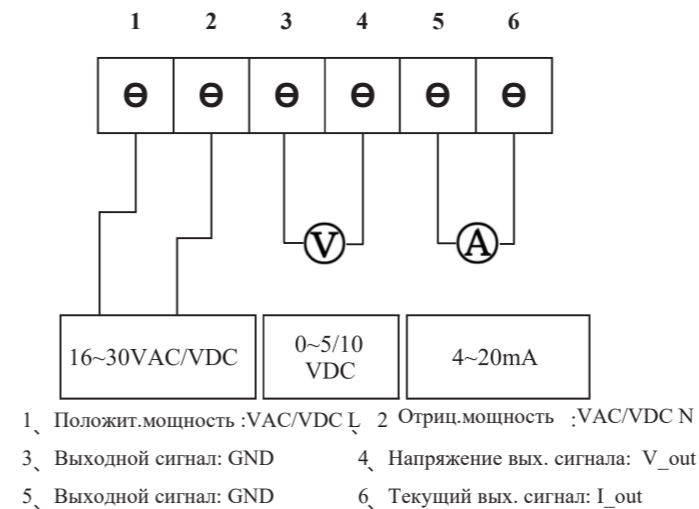 1 2 3 4 5 6
V A
16~30VAC/VDC
0~5/10
VDC
4~20mA
1、Положит.мощность :VAC/VDC L、 2 Отриц.мощность :VAC/VDC N
3、Выходной сигнал: GND 4、Напряжение вых. сигнала: V_out
5、Выходной сигнал: GND 6、Текущий вых. сигнал: I_out